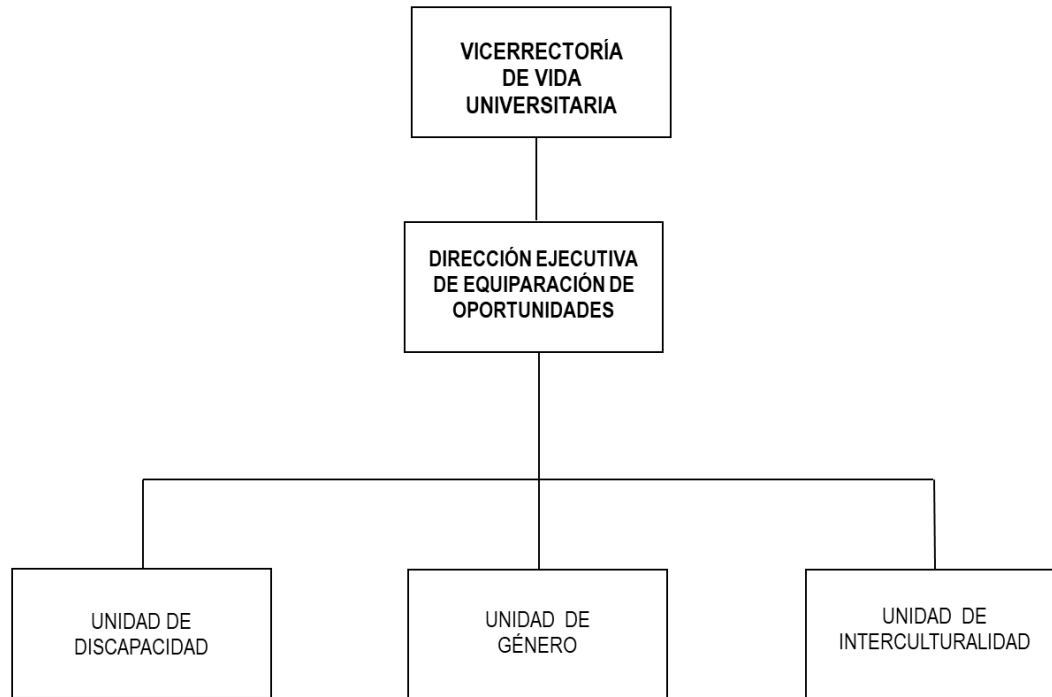 VICERRECTORÍA
DE VIDA
UNIVERSITARIA
DIRECCIÓN EJECUTIVA
DE EQUIPARACIÓN DE
OPORTUNIDADES
UNIDAD DE
DISCAPACIDAD
UNIDAD DE
GÉNERO
UNIDAD DE
INTERCULTURALIDAD